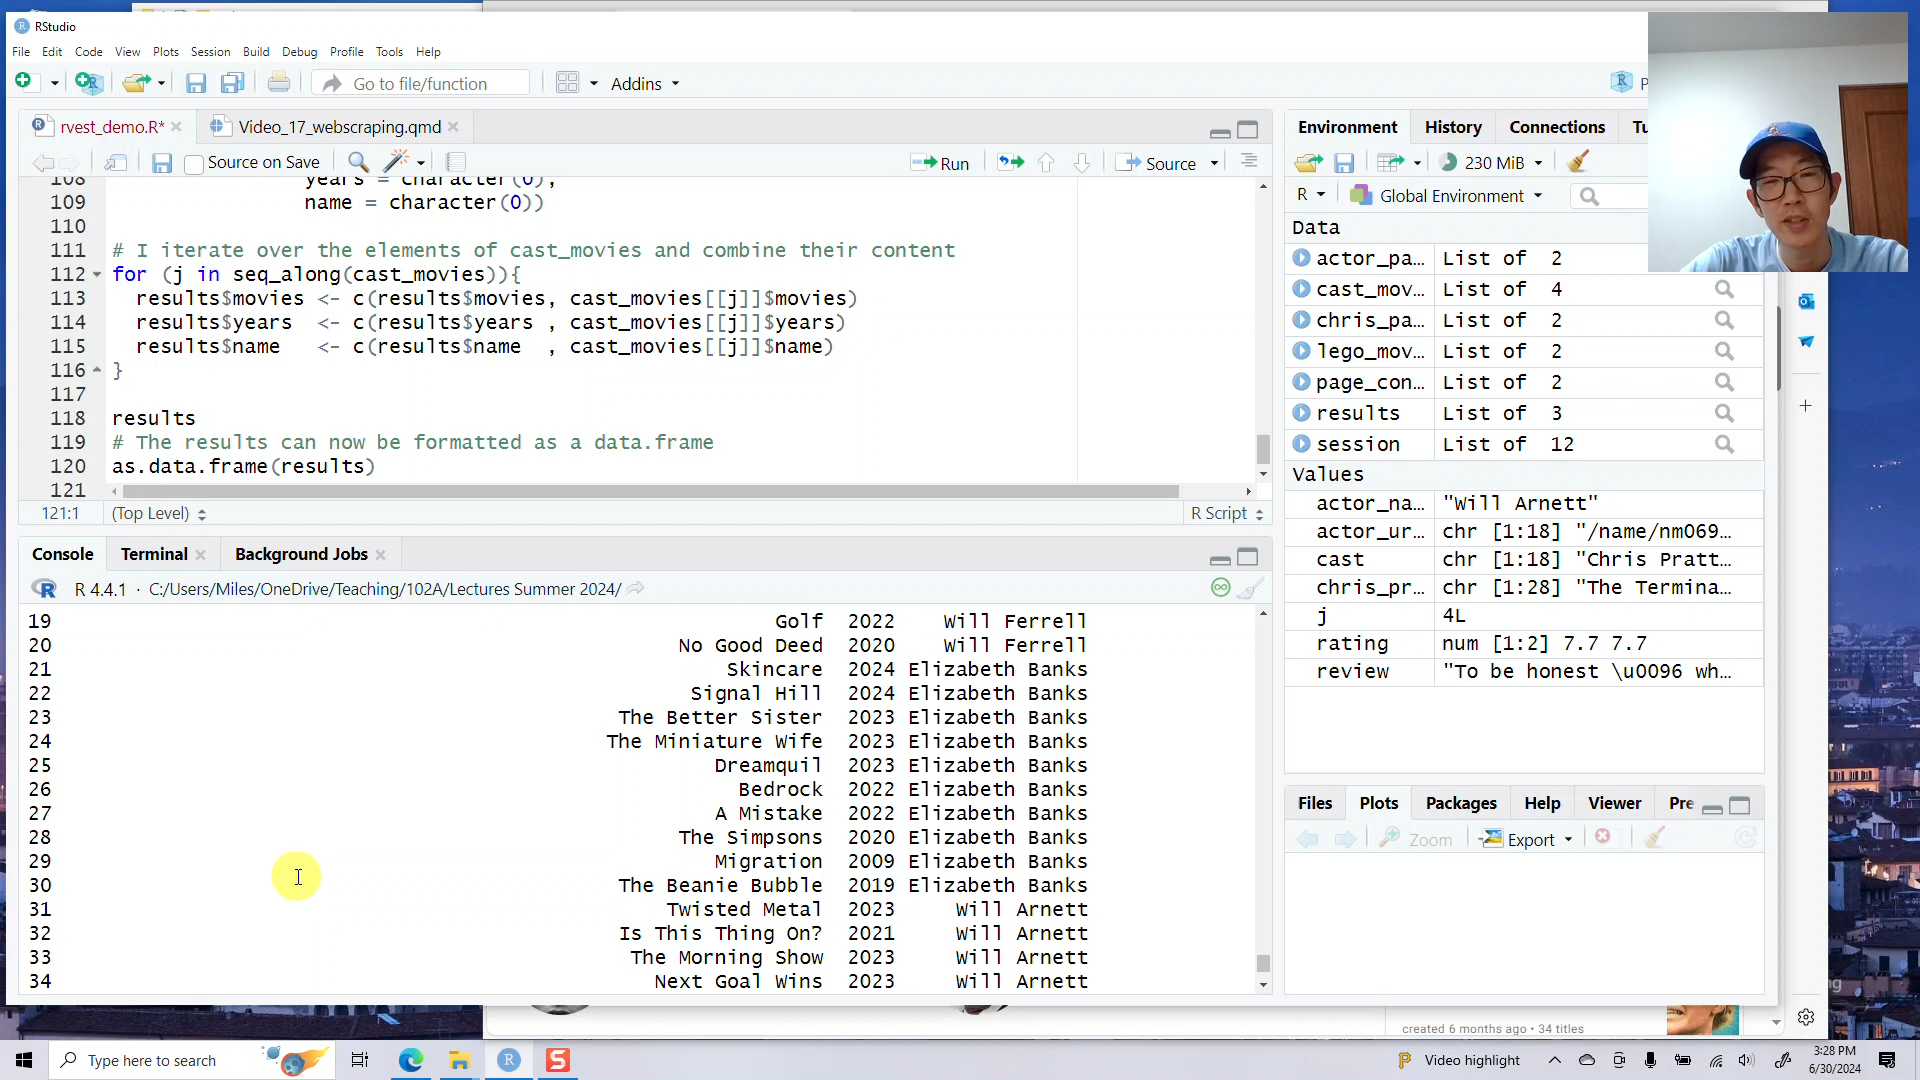 RStudio
File Edit Code View Plots Session Build Debug Profile Tools Help
Go to file/function
Addins
rvest_demo.R*
Video_17_webscraping.qmd
Source on Save
Run
Source
108 years = character(0),
109 name = character(0))
110
111 # I iterate over the elements of cast_movies and combine their content
112 for (j in seq_along(cast_movies)){
113 results$movies <- c(results$movies, cast_movies[[j]]$movies)
114 results$years <- c(results$years , cast_movies[[j]]$years)
115 results$name <- c(results$name , cast_movies[[j]]$name)
116 }
117
118 results
119 # The results can now be formatted as a data.frame
120 as.data.frame(results)
121
121:1 (Top Level) R Script
Console Terminal Background Jobs
R 4.4.1 · C:/Users/Miles/OneDrive/Teaching/102A/Lectures Summer 2024/
19 Golf 2022 Will Ferrell
20 No Good Deed 2020 Will Ferrell
21 Skincare 2024 Elizabeth Banks
22 Signal Hill 2024 Elizabeth Banks
23 The Better Sister 2023 Elizabeth Banks
24 The Miniature Wife 2023 Elizabeth Banks
25 Dreamquil 2023 Elizabeth Banks
26 Bedrock 2022 Elizabeth Banks
27 A Mistake 2022 Elizabeth Banks
28 The Simpsons 2020 Elizabeth Banks
29 Migration 2009 Elizabeth Banks
30 The Beanie Bubble 2019 Elizabeth Banks
31 Twisted Metal 2023 Will Arnett
32 Is This Thing On? 2021 Will Arnett
33 The Morning Show 2023 Will Arnett
34 Next Goal Wins 2023 Will Arnett
Environment History Connections Tu
230 MiB
R Global Environment
Data
actor_pa… List of 2
cast_mov… List of 4
chris_pa… List of 2
lego_mov… List of 2
page_con… List of 2
results List of 3
session List of 12
Values
actor_na… "Will Arnett"
actor_ur… chr [1:18] "/name/nm069…
cast chr [1:18] "Chris Pratt…
chris_pr… chr [1:28] "The Termina…
j 4L
rating num [1:2] 7.7 7.7
review "To be honest \u0096 wh…
Files Plots Packages Help Viewer Pre
Zoom Export
created 6 months ago • 34 titles
Type here to search
Video highlight
3:28 PM
6/30/2024